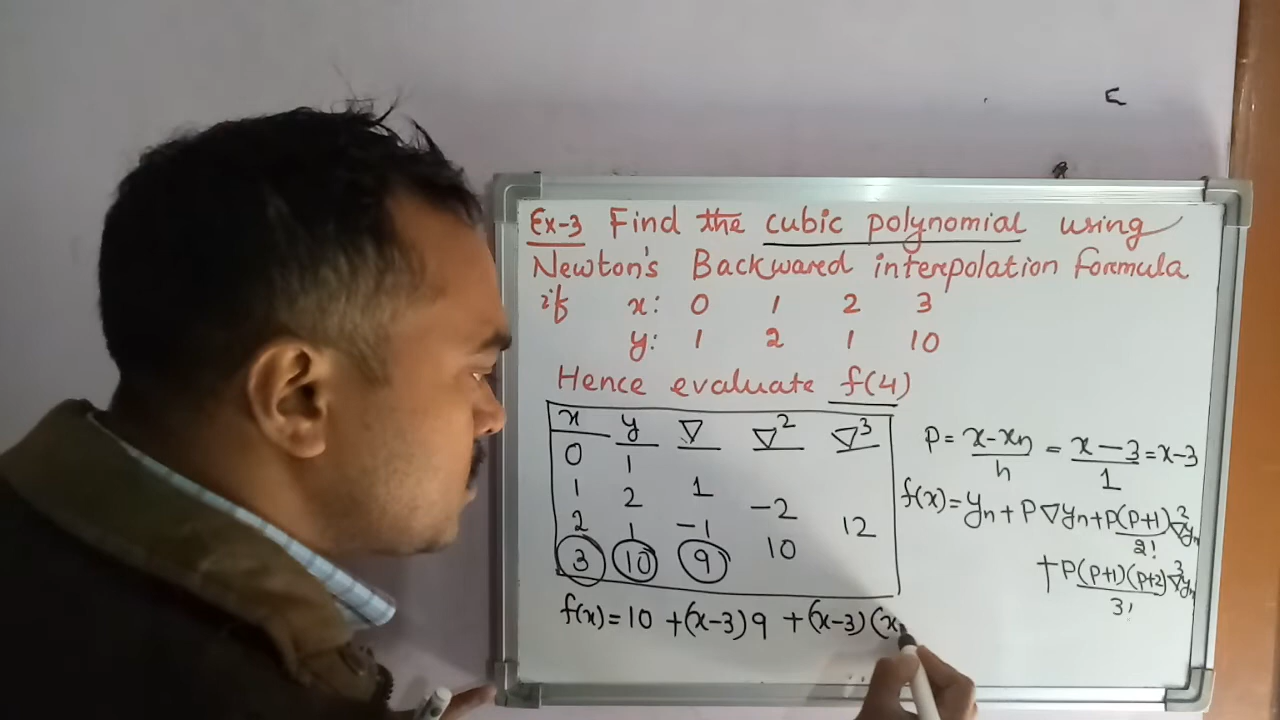 Ex-3 Find the cubic polynomial using
Newton's Backward interpolation formula
if x: 0 1 2 3
y: 1 2 1 10
Hence evaluate f(4)
x y ∇ ∇² ∇³
0 1
1 2 1
-2
2 1 -1 12
3 10 9 10
P = x-xn/h = x-3/1 = x-3
f(x) = yn + P∇yn + P(P+1)/2! ∇²yn
+ P(P+1)(P+2)/3! ∇³yn
f(x) = 10 + (x-3)9 + (x-3)(x